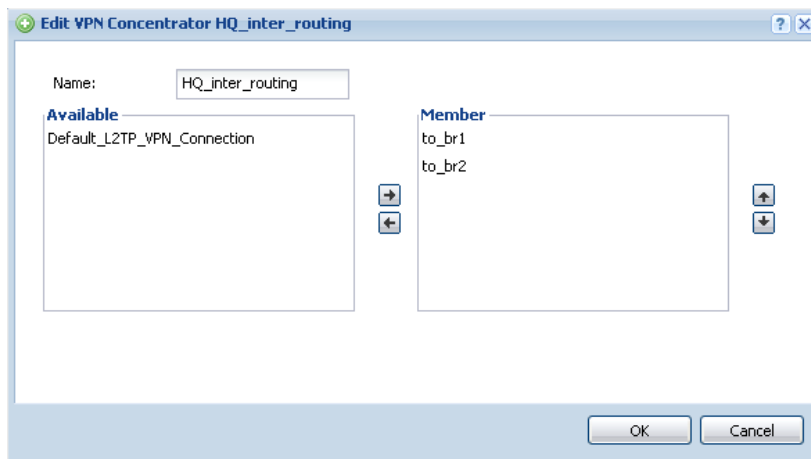 Edit VPN Concentrator HQ_inter_routing
? X
Name: HQ_inter_routing
Available
Default_L2TP_VPN_Connection
Member
to_br1
to_br2
OK Cancel